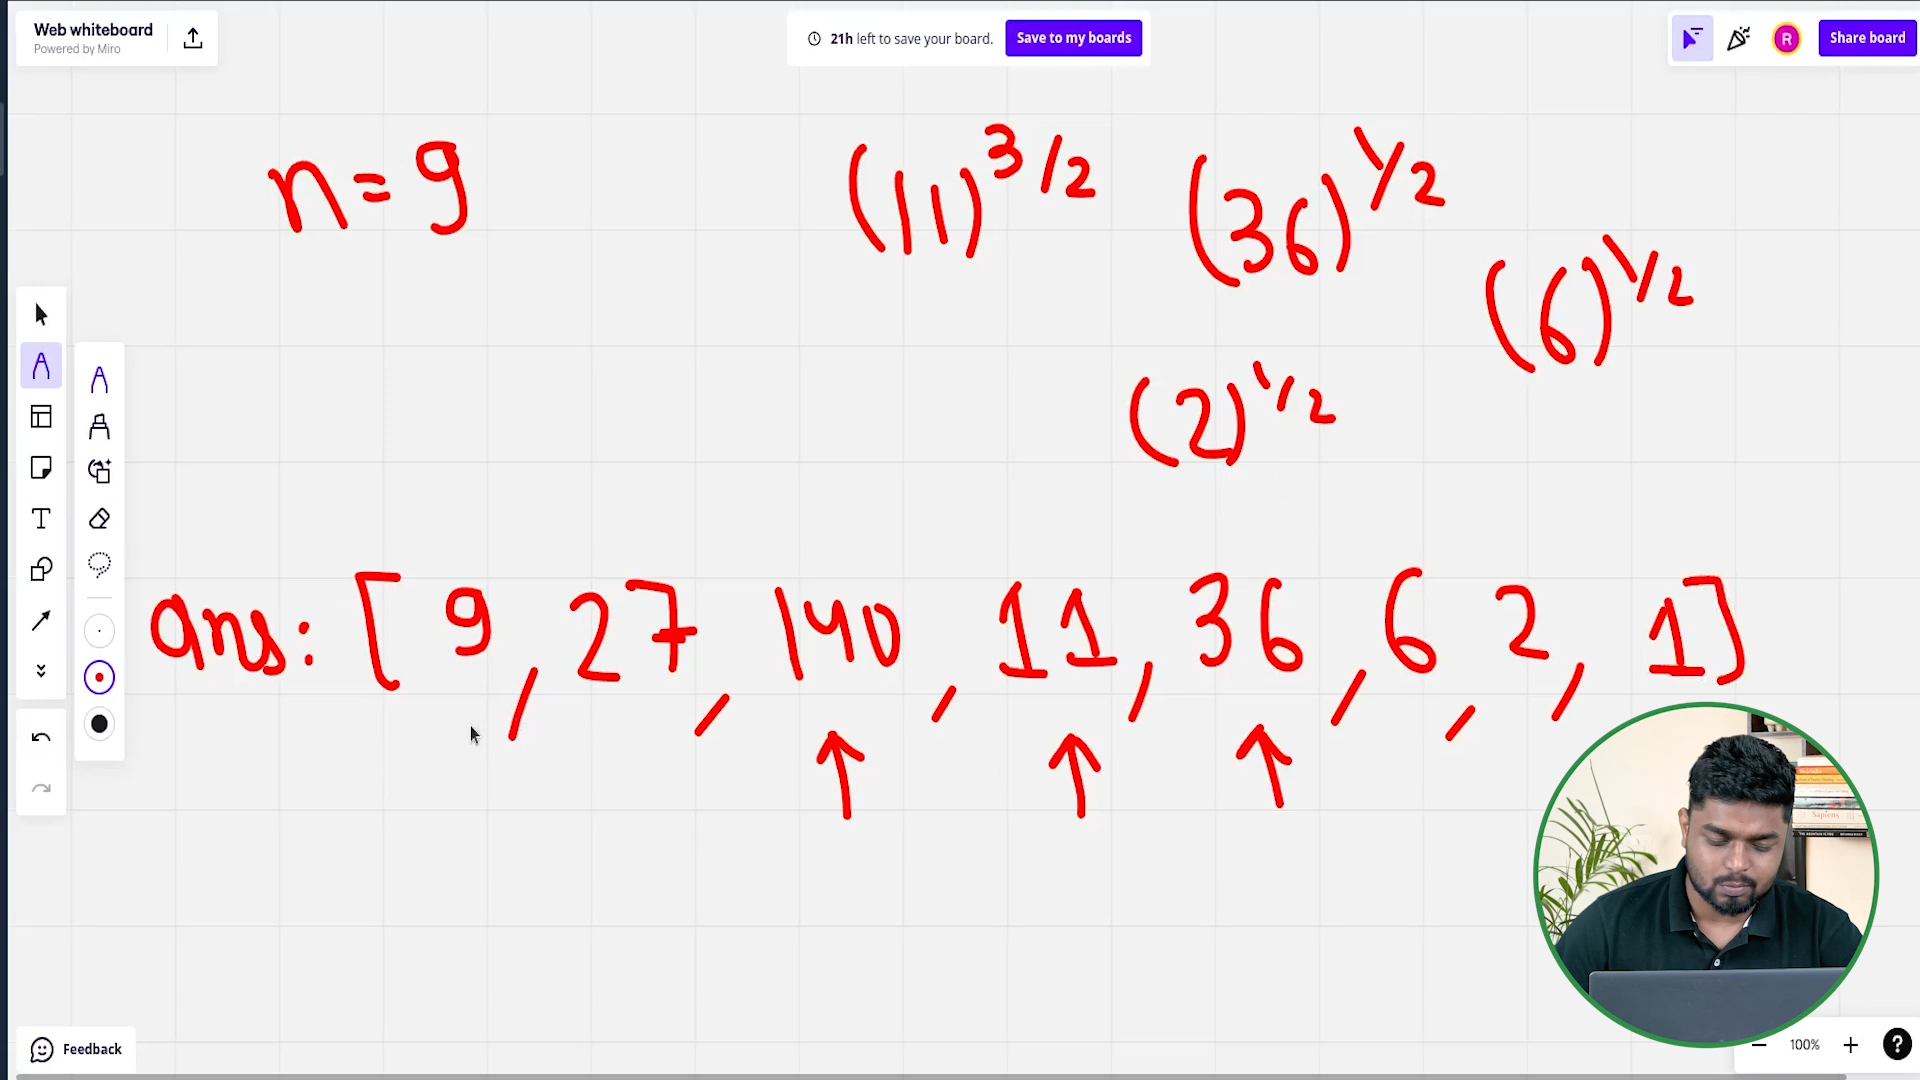 Web whiteboard
Powered by Miro
21h left to save your board.
Save to my boards
R
Share board
n = 9
(11)^3/2
(36)^1/2
(6)^1/2
(2)^1/2
T
ans: [ 9, 27, 140, 11, 36, 6, 2, 1]
Sapiens
Feedback
100%
?